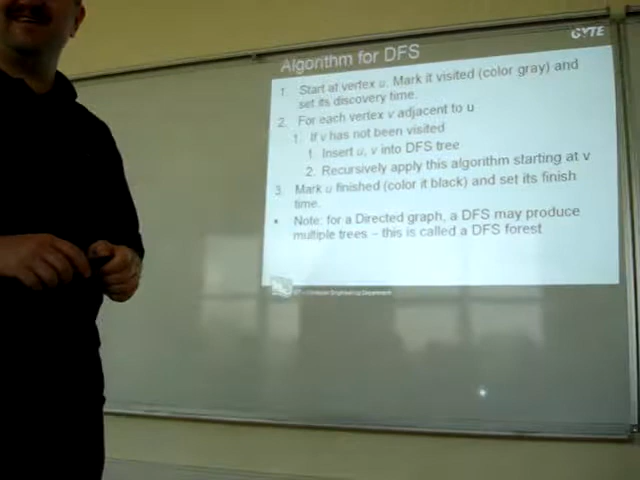 GYTE
Algorithm for DFS
1. Start at vertex u. Mark it visited (color gray) and
set its discovery time.
2. For each vertex v adjacent to u
1. If v has not been visited
1. Insert u, v into DFS tree
2. Recursively apply this algorithm starting at v
3. Mark u finished (color it black) and set its finish
time.
• Note: for a Directed graph, a DFS may produce
multiple trees – this is called a DFS forest
Engineering Department